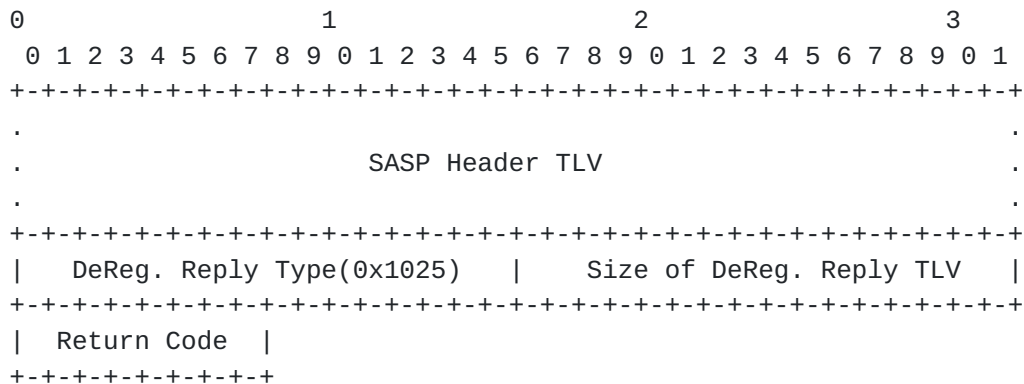 0                   1                   2                   3
 0 1 2 3 4 5 6 7 8 9 0 1 2 3 4 5 6 7 8 9 0 1 2 3 4 5 6 7 8 9 0 1
+-+-+-+-+-+-+-+-+-+-+-+-+-+-+-+-+-+-+-+-+-+-+-+-+-+-+-+-+-+-+-+-+
.                                                               .
.                      SASP Header TLV                          .
.                                                               .
+-+-+-+-+-+-+-+-+-+-+-+-+-+-+-+-+-+-+-+-+-+-+-+-+-+-+-+-+-+-+-+-+
|   DeReg. Reply Type(0x1025)   |    Size of DeReg. Reply TLV   |
+-+-+-+-+-+-+-+-+-+-+-+-+-+-+-+-+-+-+-+-+-+-+-+-+-+-+-+-+-+-+-+-+
|  Return Code  |
+-+-+-+-+-+-+-+-+